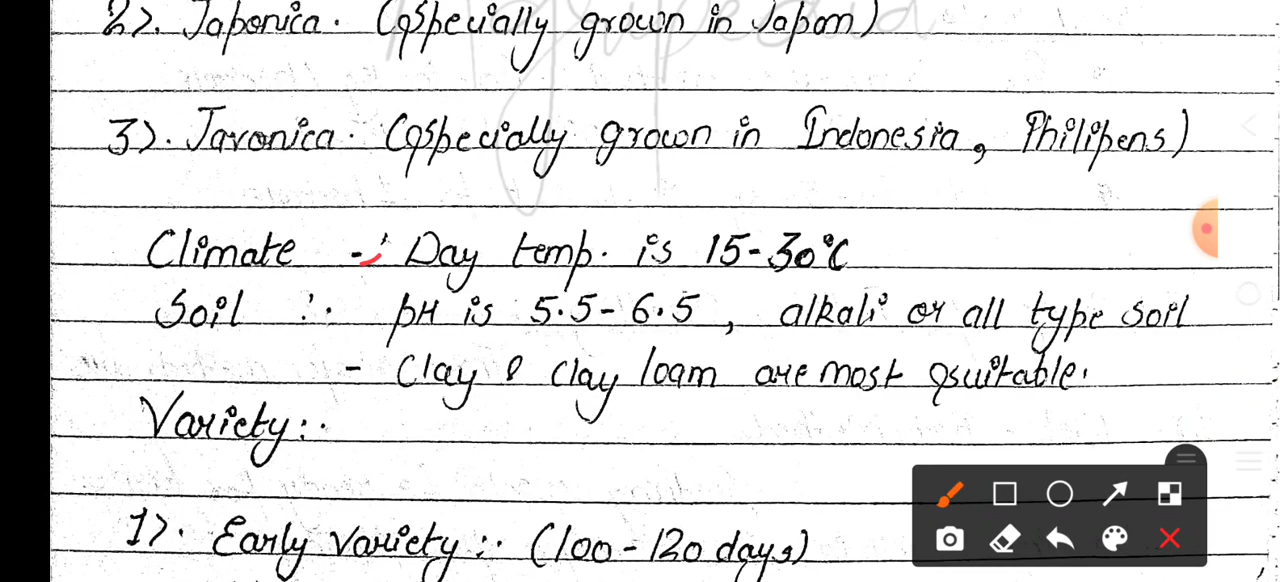 2>. Japonica. (especially grown in Japan)
3>. Javonica. (especially grown in Indonesia, Philipens)
Climate -: Day temp. is 15-30°C
Soil :. pH is 5.5-6.5, alkali or all type soil
- Clay & clay loam are most suitable.
Variety:.
1>. Early variety:. (100-120 days)